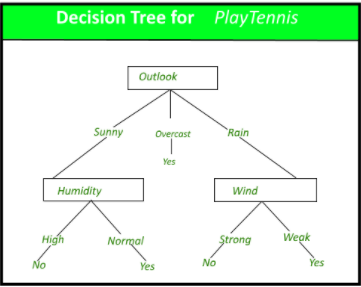 Decision Tree for PlayTennis
Outlook
Sunny Overcast Rain
Yes
Humidity Wind
High Normal Strong Weak
No Yes No Yes